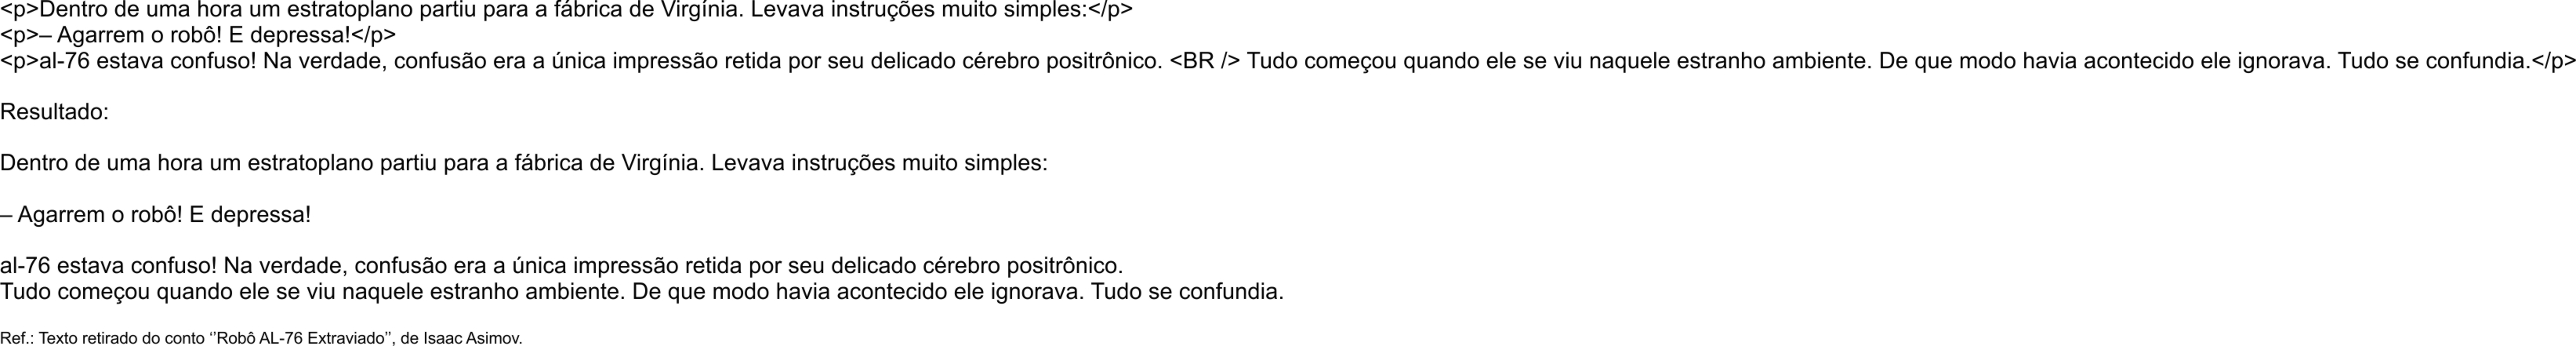 <p>Dentro de uma hora um estratoplano partiu para a fábrica de Virgínia. Levava instruções muito simples:</p>
<p>– Agarrem o robô! E depressa!</p>
<p>al-76 estava confuso! Na verdade, confusão era a única impressão retida por seu delicado cérebro positrônico. <BR /> Tudo começou quando ele se viu naquele estranho ambiente. De que modo havia acontecido ele ignorava. Tudo se confundia.</p>
Resultado:
Dentro de uma hora um estratoplano partiu para a fábrica de Virgínia. Levava instruções muito simples:
– Agarrem o robô! E depressa!
al-76 estava confuso! Na verdade, confusão era a única impressão retida por seu delicado cérebro positrônico.
Tudo começou quando ele se viu naquele estranho ambiente. De que modo havia acontecido ele ignorava. Tudo se confundia.
Ref.: Texto retirado do conto ‘’Robô AL-76 Extraviado’’, de Isaac Asimov.